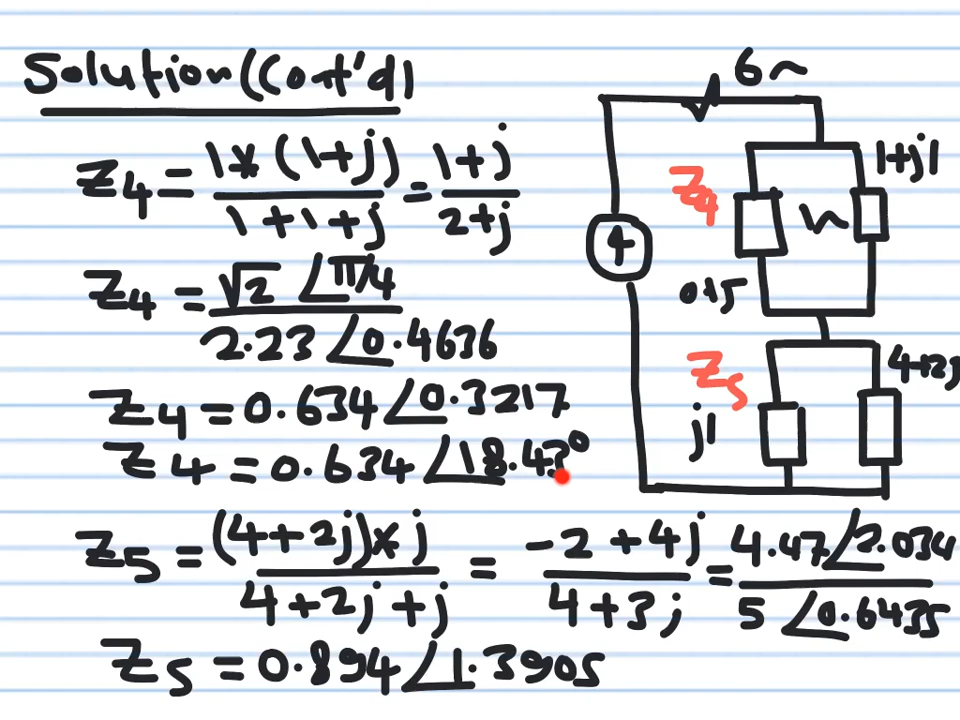 Solution (Cont'd)
6~
Z4 = 1*(1+j) / 1+1+j = 1+j / 2+j
1+j1
Z4
Z4 = √2 ∠π/4 / 2.23 ∠0.4636
4
Z4 = 0.634 ∠0.3217
Z5
4+2j
j1
Z4 = 0.634 ∠18.43°
Z5 = (4+2j)*j / 4+2j+j = -2+4j / 4+3j = 4.47∠2.034 / 5 ∠0.6435
Z5 = 0.894 ∠1.3905